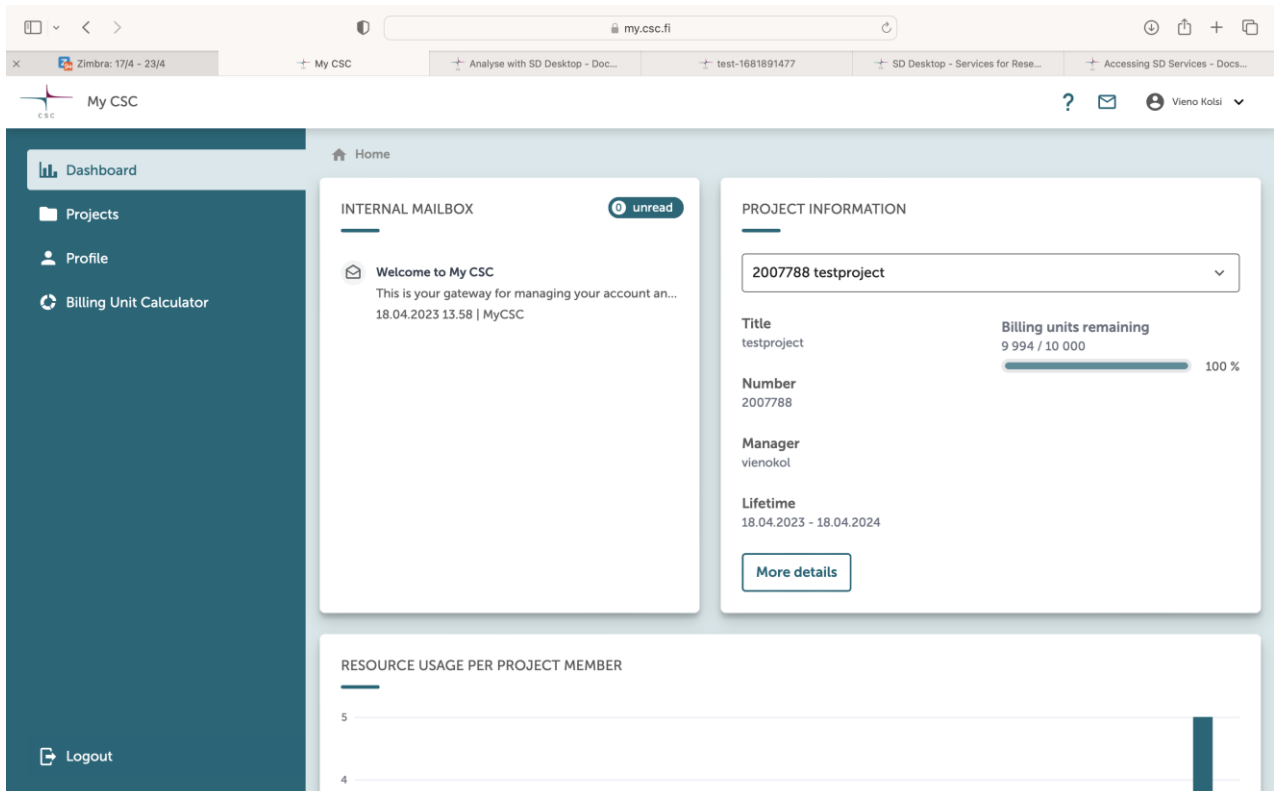 my.csc.fi
Zimbra: 17/4 - 23/4
My CSC
Analyse with SD Desktop - Doc...
test-1681891477
SD Desktop - Services for Rese...
Accessing SD Services - Docs...
CSC
My CSC
?
Vieno Kolsi
Dashboard
Projects
Profile
Billing Unit Calculator
Logout
Home
INTERNAL MAILBOX
0 unread
Welcome to My CSC
This is your gateway for managing your account an...
18.04.2023 13.58 | MyCSC
PROJECT INFORMATION
2007788 testproject
Title
testproject
Billing units remaining
9 994 / 10 000
100 %
Number
2007788
Manager
vienokol
Lifetime
18.04.2023 - 18.04.2024
More details
RESOURCE USAGE PER PROJECT MEMBER
5
4